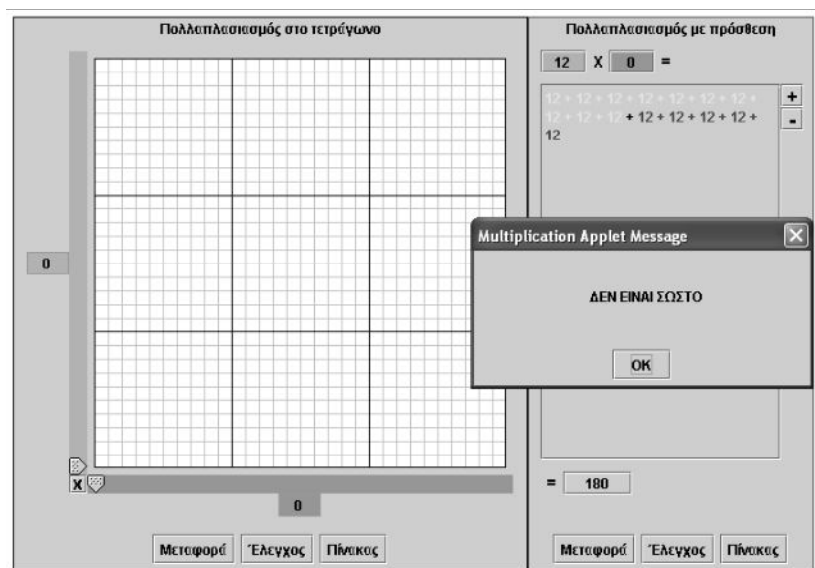 Πολλαπλασιασμός στο τετράγωνο
0
X
0
Μεταφορά Έλεγχος Πίνακας
Πολλαπλασιασμός με πρόσθεση
12 X 0 =
12 + 12 + 12 + 12 + 12 + 12 + 12 +
12 + 12 + 12 + 12 + 12 + 12 + 12 +
12
+
-
Multiplication Applet Message
ΔΕΝ ΕΙΝΑΙ ΣΩΣΤΟ
OK
= 180
Μεταφορά Έλεγχος Πίνακας